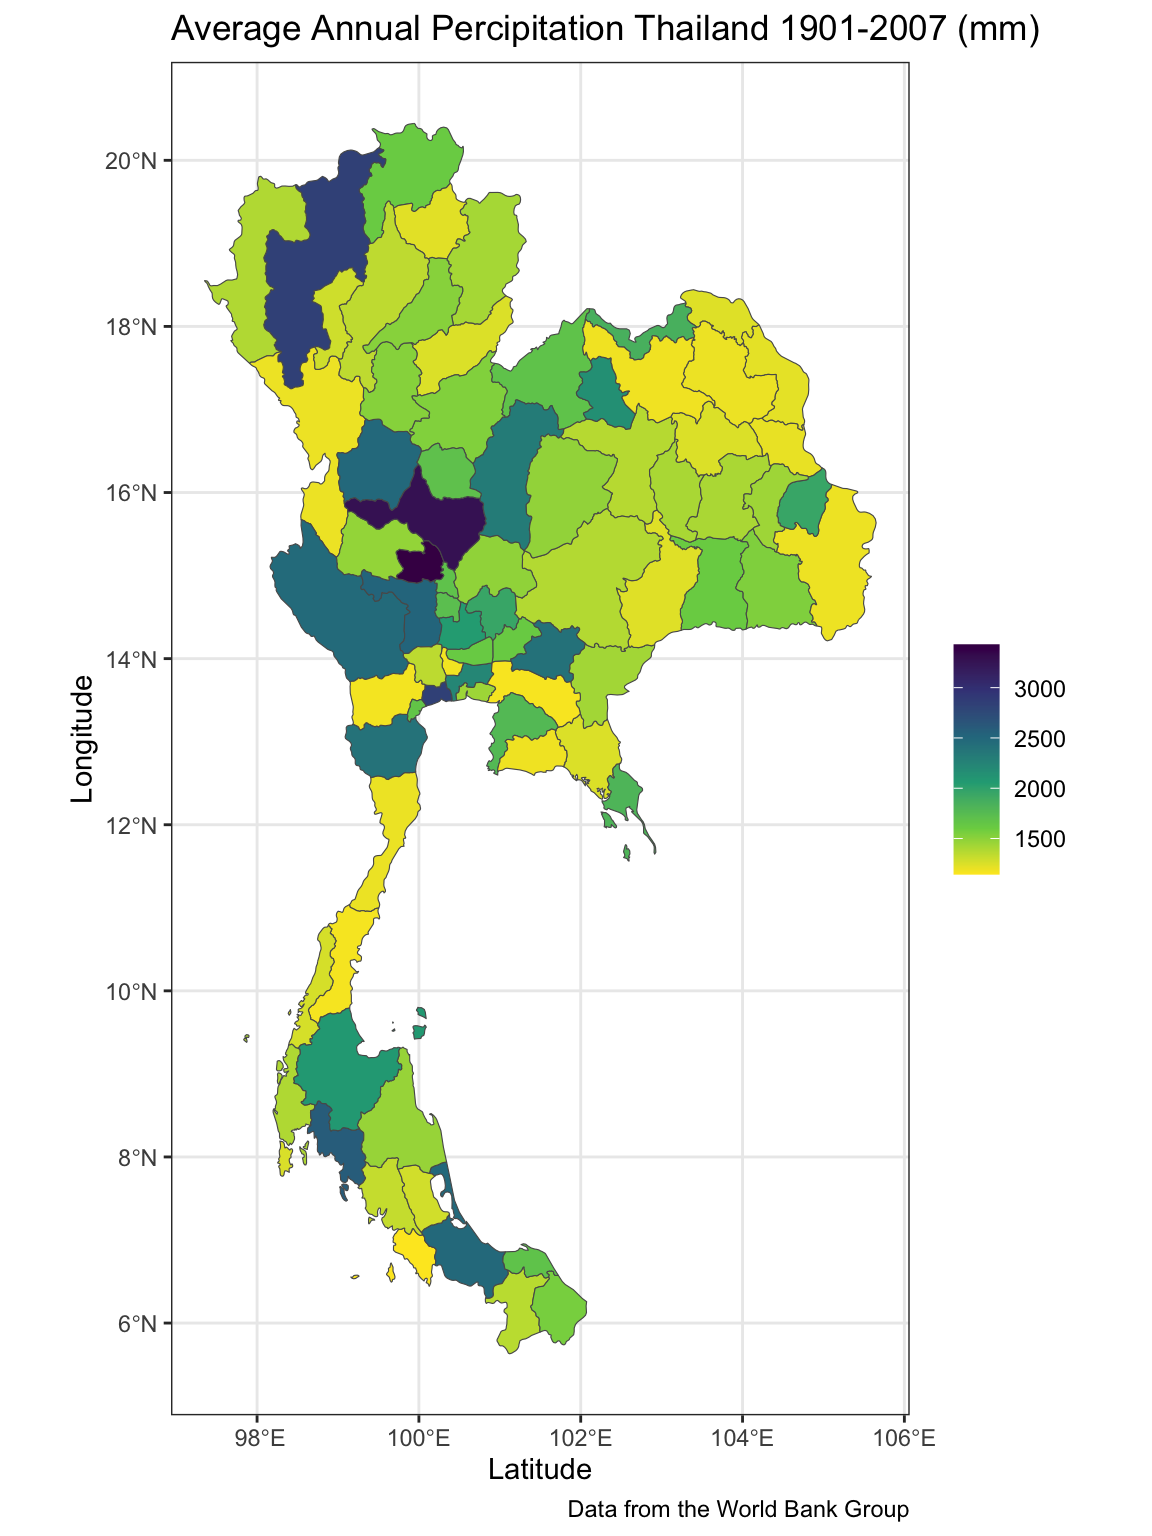 Average Annual Percipitation Thailand 1901-2007 (mm)
20°N
18°N
16°N
14°N
12°N
10°N
8°N
6°N
Longitude
3000
2500
2000
1500
98°E 100°E 102°E 104°E 106°E
Latitude
Data from the World Bank Group